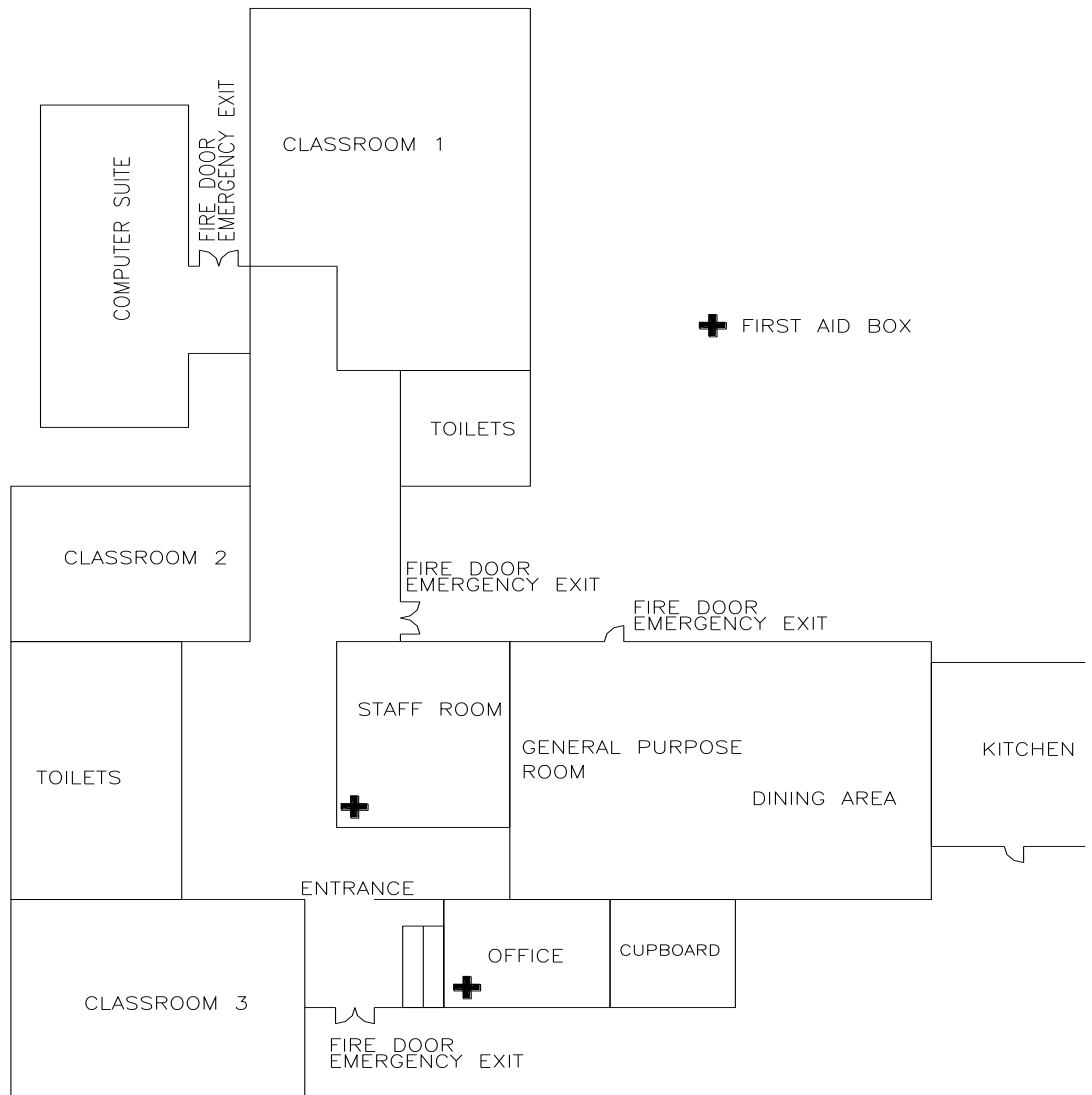 CLASSROOM 1
FIRE DOOR
EMERGENCY EXIT
COMPUTER SUITE
FIRST AID BOX
TOILETS
CLASSROOM 2
FIRE DOOR
EMERGENCY EXIT
FIRE DOOR
EMERGENCY EXIT
STAFF ROOM
GENERAL PURPOSE
ROOM
KITCHEN
TOILETS
DINING AREA
ENTRANCE
OFFICE
CUPBOARD
CLASSROOM 3
FIRE DOOR
EMERGENCY EXIT